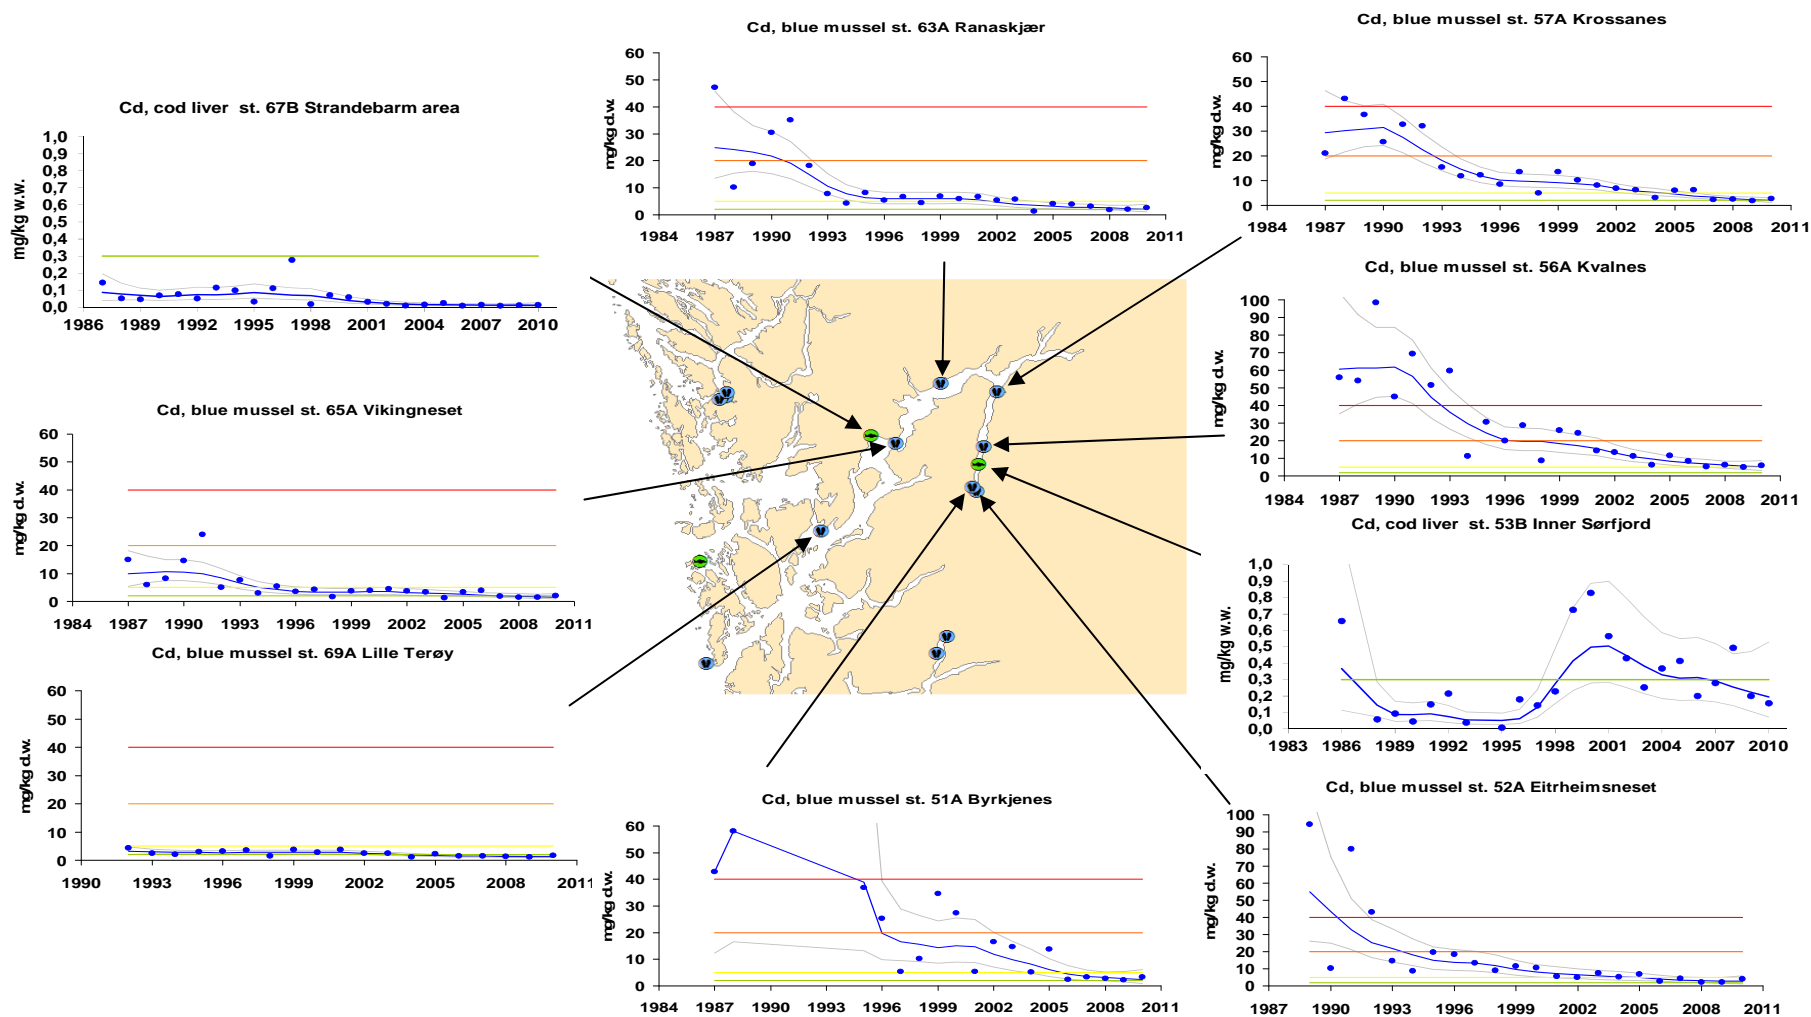 Cd, blue mussel st. 63A Ranaskjær
mg/kg d.w.
60
50
40
30
20
10
0
1984 1987 1990 1993 1996 1999 2002 2005 2008 2011
Cd, blue mussel st. 57A Krossanes
mg/kg d.w.
60
50
40
30
20
10
0
1984 1987 1990 1993 1996 1999 2002 2005 2008 2011
Cd, cod liver st. 67B Strandebarm area
mg/kg w.w.
1,0
0,9
0,8
0,7
0,6
0,5
0,4
0,3
0,2
0,1
0,0
1986 1989 1992 1995 1998 2001 2004 2007 2010
Cd, blue mussel st. 56A Kvalnes
mg/kg d.w.
100
90
80
70
60
50
40
30
20
10
0
1984 1987 1990 1993 1996 1999 2002 2005 2008 2011
Cd, blue mussel st. 65A Vikingneset
mg/kg d.w.
60
50
40
30
20
10
0
1984 1987 1990 1993 1996 1999 2002 2005 2008 2011
Cd, cod liver st. 53B Inner Sørfjord
mg/kg w.w.
1,0
0,9
0,8
0,7
0,6
0,5
0,4
0,3
0,2
0,1
0,0
1983 1986 1989 1992 1995 1998 2001 2004 2007 2010
Cd, blue mussel st. 69A Lille Terøy
mg/kg d.w.
60
50
40
30
20
10
0
1990 1993 1996 1999 2002 2005 2008 2011
Cd, blue mussel st. 51A Byrkjenes
mg/kg d.w.
60
50
40
30
20
10
0
1984 1987 1990 1993 1996 1999 2002 2005 2008 2011
Cd, blue mussel st. 52A Eitrheimsneset
mg/kg d.w.
100
90
80
70
60
50
40
30
20
10
0
1987 1990 1993 1996 1999 2002 2005 2008 2011